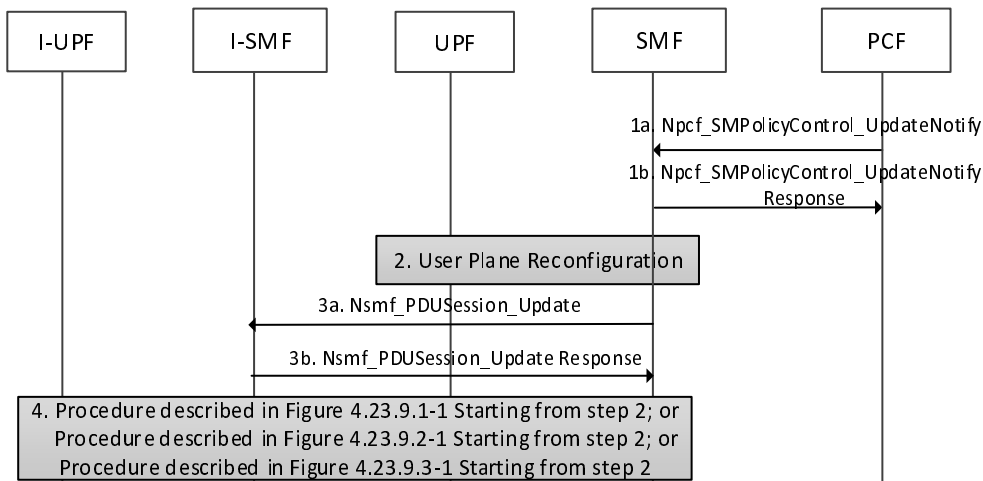 I-UPF
I-SMF
UPF
SMF
PCF
1a. Npcf_SMPolicyControl_UpdateNotify
1b. Npcf_SMPolicyControl_UpdateNotify
Response
2. User Plane Reconfiguration
3a. Nsmf_PDUSession_Update
3b. Nsmf_PDUSession_Update Response
4. Procedure described in Figure 4.23.9.1-1 Starting from step 2; or
Procedure described in Figure 4.23.9.2-1 Starting from step 2; or
Procedure described in Figure 4.23.9.3-1 Starting from step 2